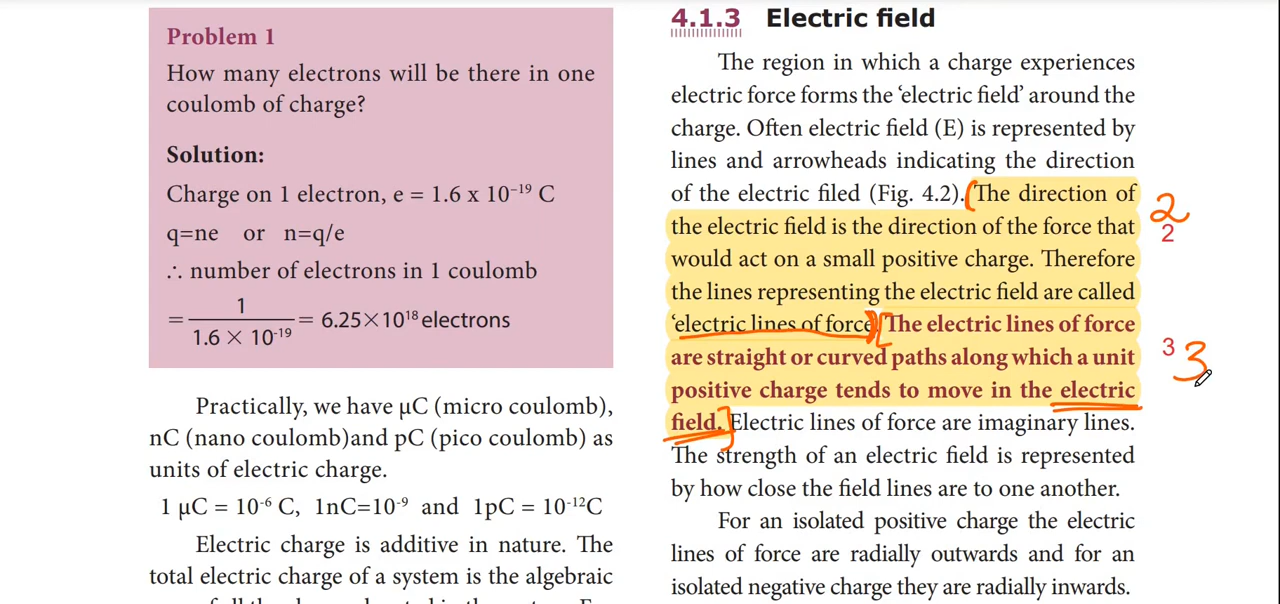 Problem 1
How many electrons will be there in one
coulomb of charge?
Solution:
Charge on 1 electron, e = 1.6 x 10⁻¹⁹ C
q=ne or n=q/e
∴ number of electrons in 1 coulomb
= 1 / 1.6 × 10⁻¹⁹ = 6.25×10¹⁸ electrons
Practically, we have µC (micro coulomb),
nC (nano coulomb)and pC (pico coulomb) as
units of electric charge.
1 µC = 10⁻⁶ C, 1nC=10⁻⁹ and 1pC = 10⁻¹²C
Electric charge is additive in nature. The
total electric charge of a system is the algebraic
4.1.3 Electric field
The region in which a charge experiences
electric force forms the ‘electric field’ around the
charge. Often electric field (E) is represented by
lines and arrowheads indicating the direction
of the electric filed (Fig. 4.2). (The direction of
the electric field is the direction of the force that
would act on a small positive charge. Therefore
the lines representing the electric field are called
‘electric lines of force’.) [The electric lines of force
are straight or curved paths along which a unit
positive charge tends to move in the electric
field.] Electric lines of force are imaginary lines.
The strength of an electric field is represented
by how close the field lines are to one another.
For an isolated positive charge the electric
lines of force are radially outwards and for an
isolated negative charge they are radially inwards.
2
2
3
3